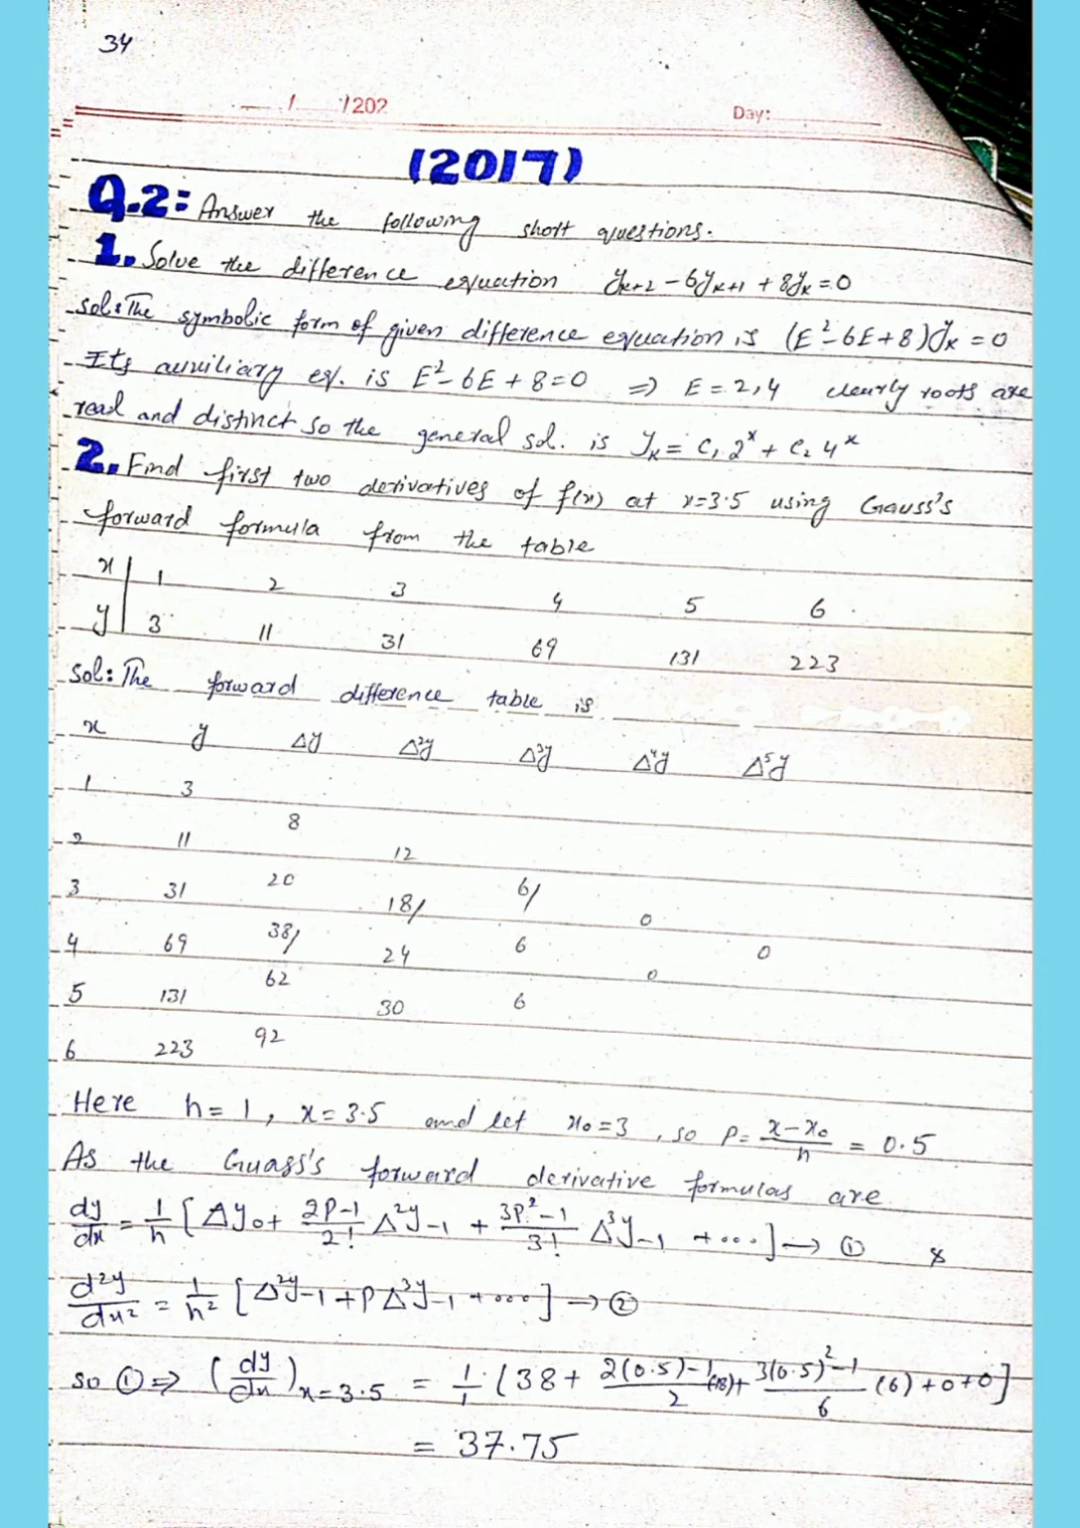 34
/ /202 Day:
(2017)
Q.2: Answer the following short questions.
1. Solve the difference equation y_{k+2} - 6y_{k+1} + 8y_k = 0
sol: The symbolic form of given difference equation is (E² - 6E + 8)y_k = 0
Its auxiliary eq. is E² - 6E + 8 = 0 ⇒ E = 2, 4 clearly roots are
real and distinct so the general sol. is y_k = c₁ 2^x + c₂ 4^x
2. Find first two derivatives of f(x) at x=3.5 using Gauss's
forward formula from the table
x | 1 2 3 4 5 6
y | 3 11 31 69 131 223
sol: The forward difference table is
x y Δy Δ²y Δ³y Δ⁴y Δ⁵y
1 3
8
2 11 12
3 31 20 18/ 6/ 0
4 69 38/ 24 6 0 0
5 131 62 30 6
6 223 92
Here h = 1, x = 3.5 and let x₀ = 3, so P = (x - x₀)/h = 0.5
As the Guass's forward derivative formulas are
dy/dx = 1/h [Δy₀ + (2P-1)/2! Δ²y₋₁ + (3P²-1)/3! Δ³y₋₁ + ...] → ① &
d²y/dx² = 1/h² [Δ²y₋₁ + PΔ³y₋₁ + ...] → ②
so ① ⇒ (dy/dx)_{x=3.5} = 1/1 [38 + (2(0.5)-1)/2 (18) + (3(0.5)²-1)/6 (6) + 0 + 0]
= 37.75